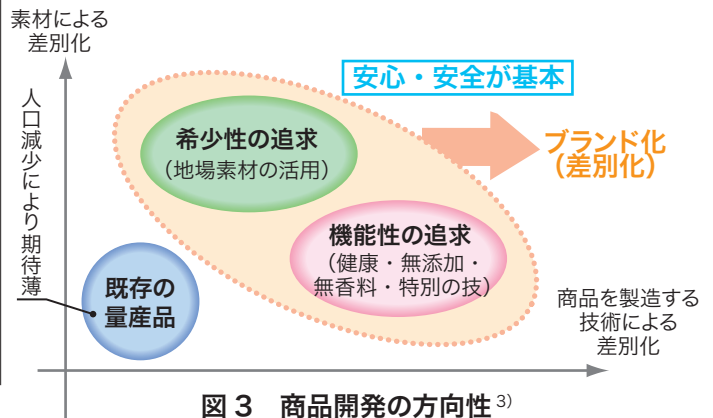 素材による
差別化
安心・安全が基本
人口減少により期待薄
希少性の追求
(地場素材の活用)
ブランド化
(差別化)
機能性の追求
(健康・無添加・
無香料・特別の技)
既存の
量産品
商品を製造する
技術による
差別化
図3 商品開発の方向性3)